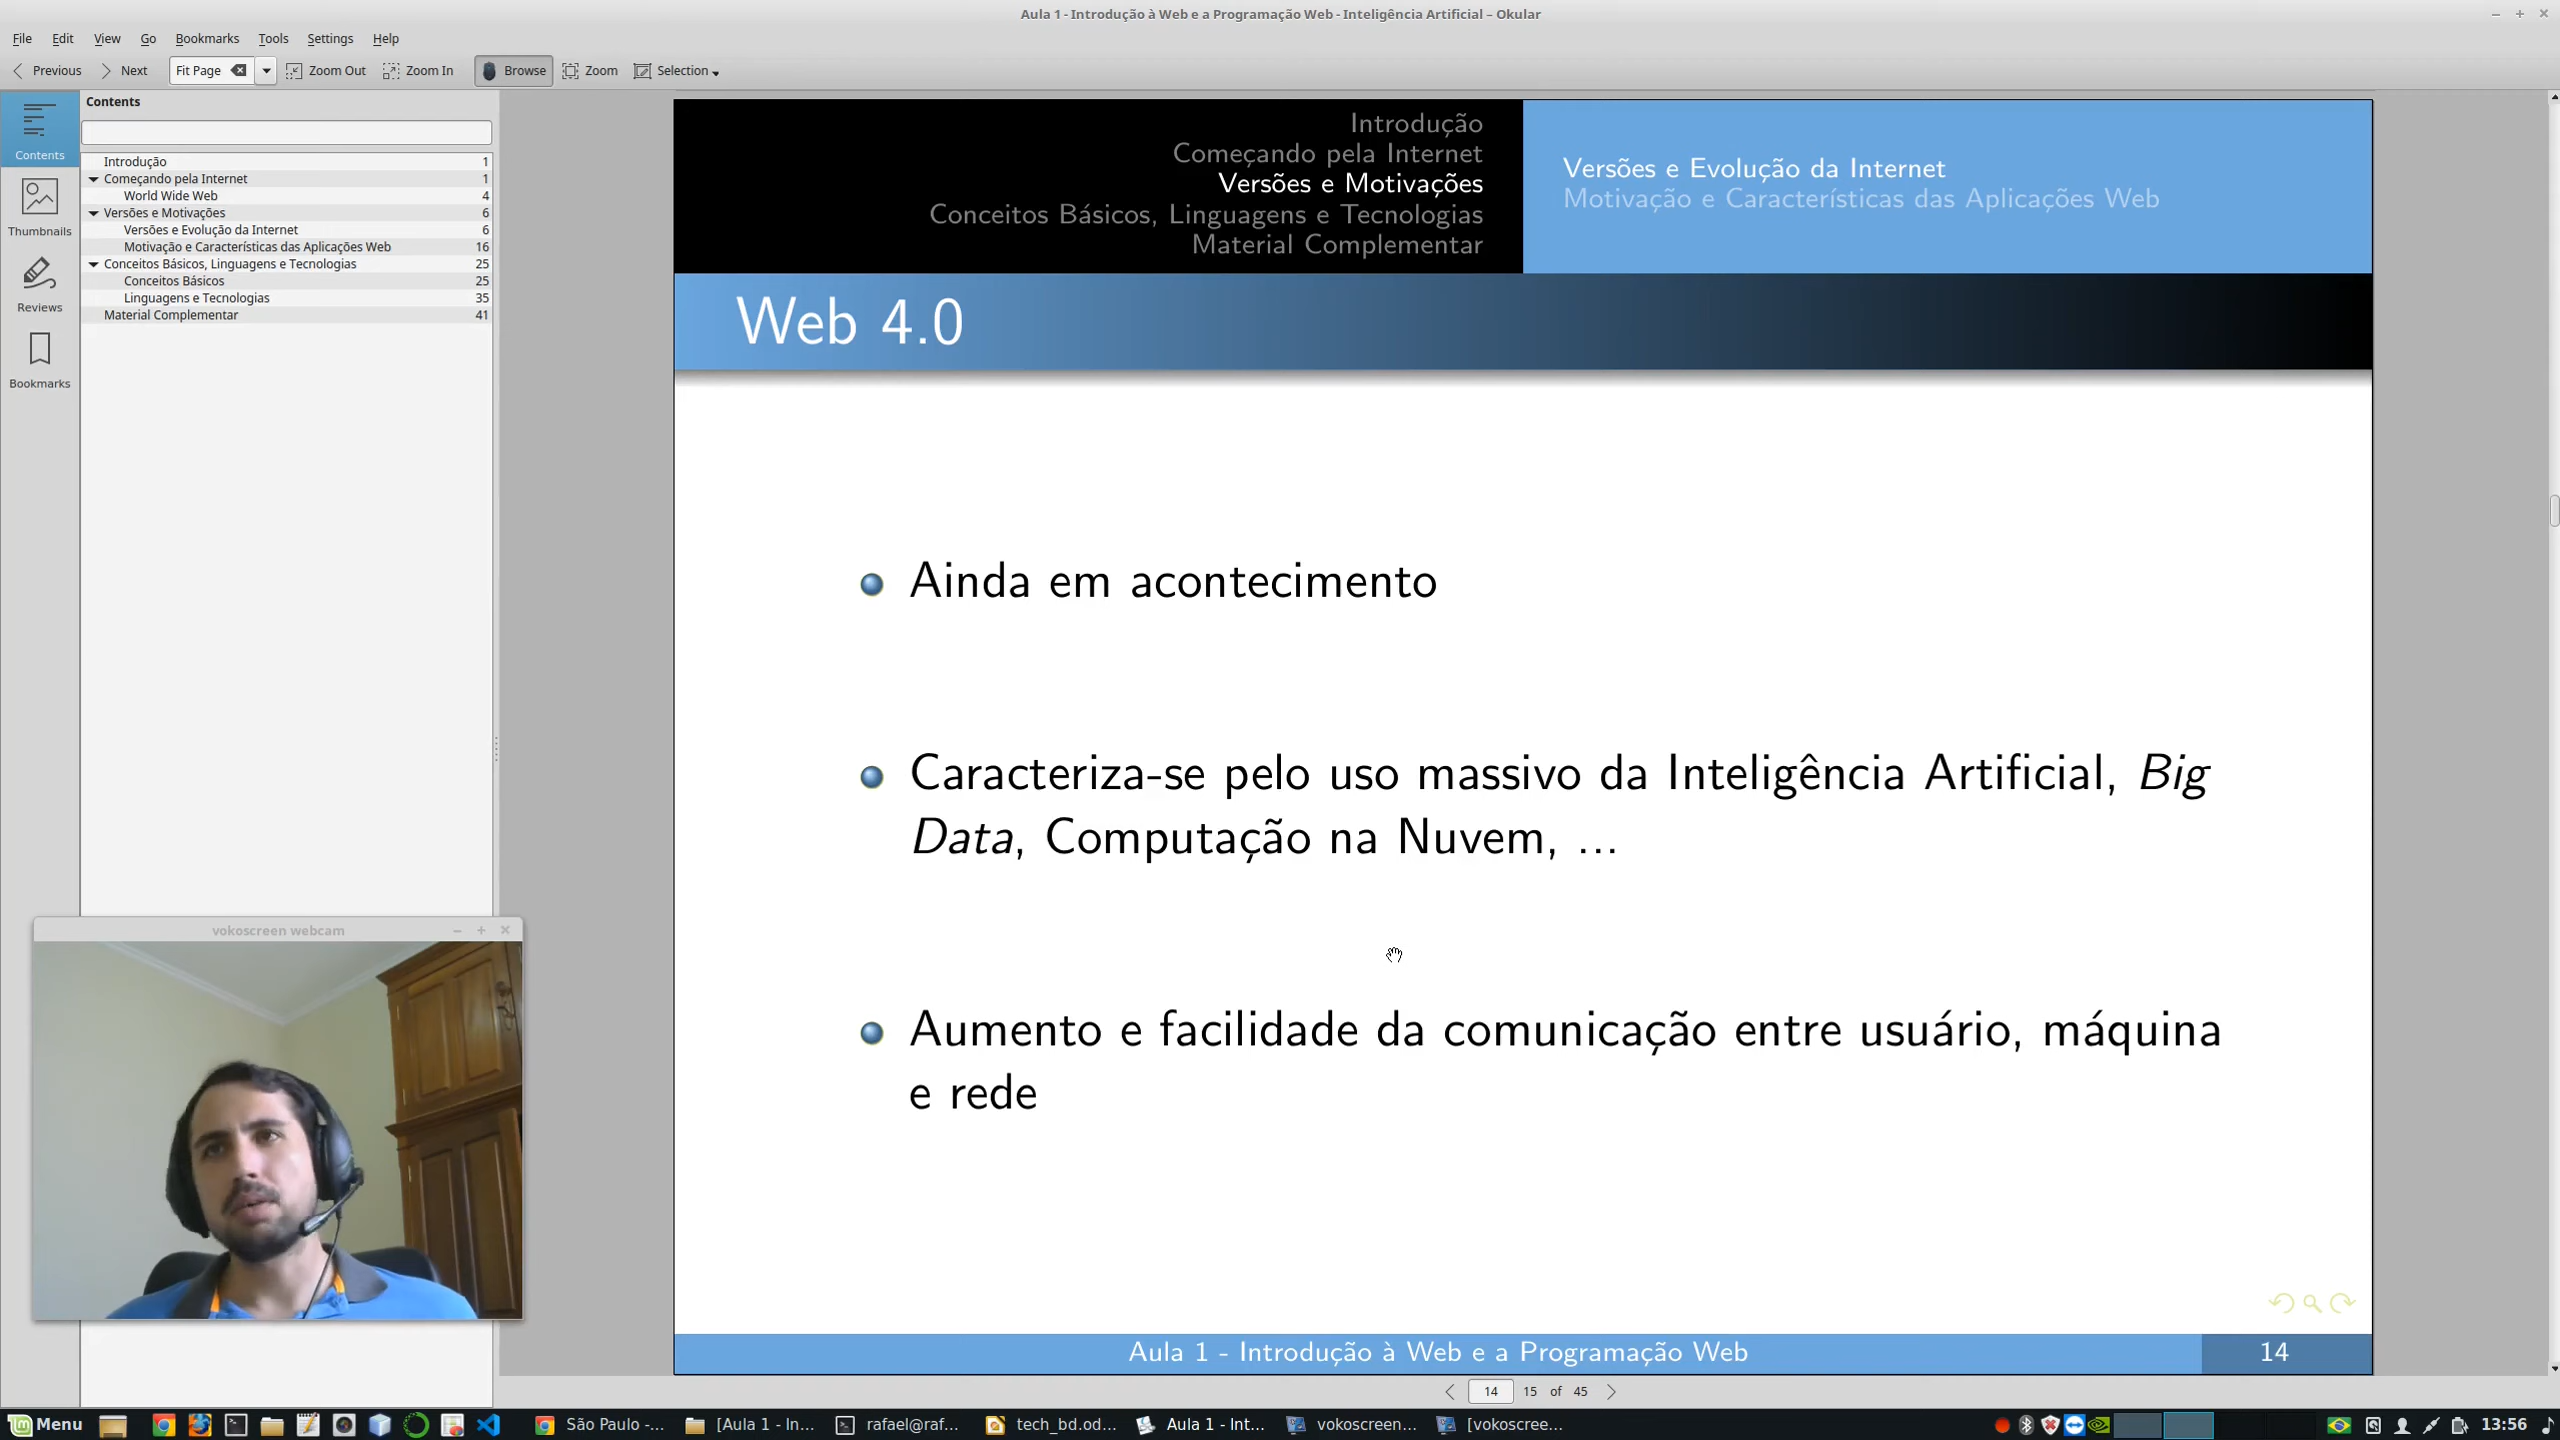 Aula 1 - Introdução à Web e a Programação Web - Inteligência Artificial – Okular
File Edit View Go Bookmarks Tools Settings Help
Previous Next Fit Page Zoom Out Zoom In Browse Zoom Selection
Contents
Contents
Thumbnails
Reviews
Bookmarks
Introdução 1
Começando pela Internet 1
World Wide Web 4
Versões e Motivações 6
Versões e Evolução da Internet 6
Motivação e Características das Aplicações Web 16
Conceitos Básicos, Linguagens e Tecnologias 25
Conceitos Básicos 25
Linguagens e Tecnologias 35
Material Complementar 41
Introdução
Começando pela Internet
Versões e Motivações
Conceitos Básicos, Linguagens e Tecnologias
Material Complementar
Versões e Evolução da Internet
Motivação e Características das Aplicações Web
Web 4.0
Ainda em acontecimento
Caracteriza-se pelo uso massivo da Inteligência Artificial, Big
Data, Computação na Nuvem, ...
Aumento e facilidade da comunicação entre usuário, máquina
e rede
Aula 1 - Introdução à Web e a Programação Web 14
vokoscreen webcam
14 15 of 45
Menu São Paulo -... [Aula 1 - In... rafael@raf... tech_bd.od... Aula 1 - Int... vokoscreen... [vokoscree... 13:56